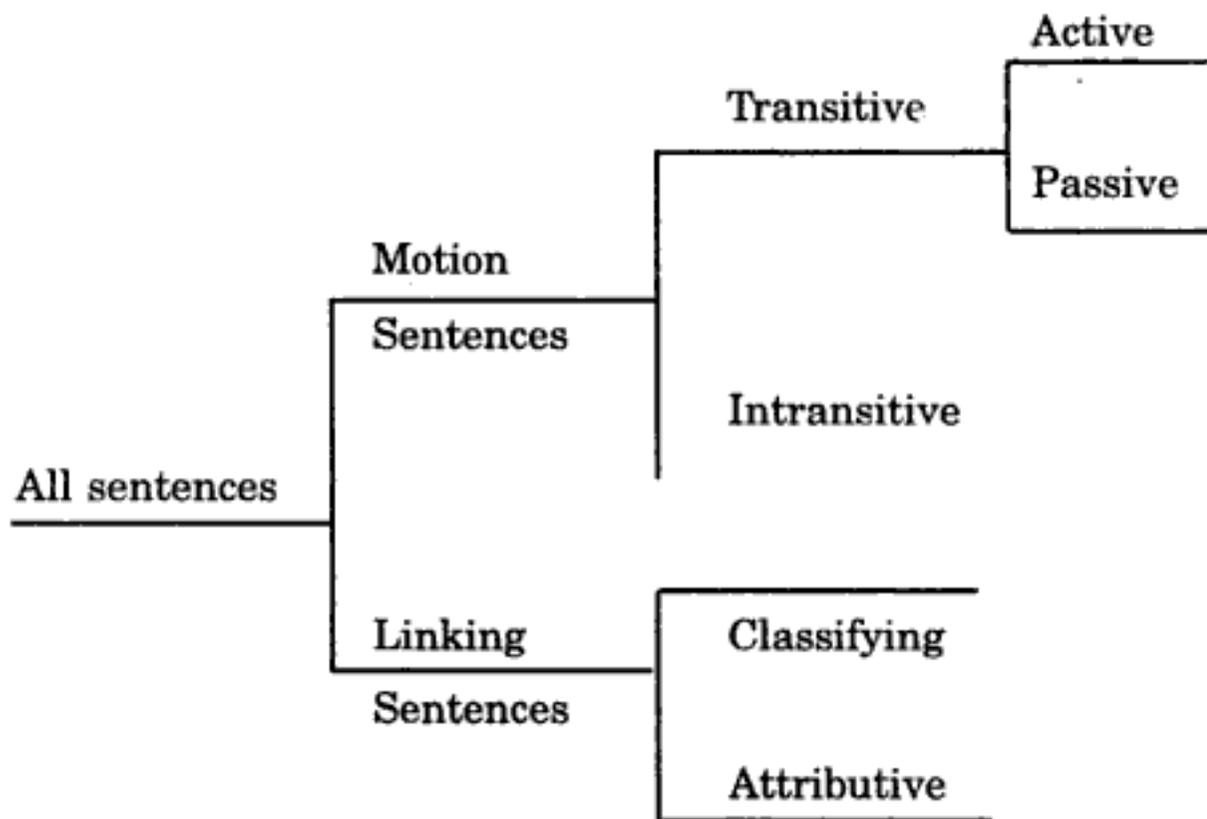 Active
Transitive
Passive
Motion
Sentences
Intransitive
All sentences
Linking
Sentences
Classifying
Attributive